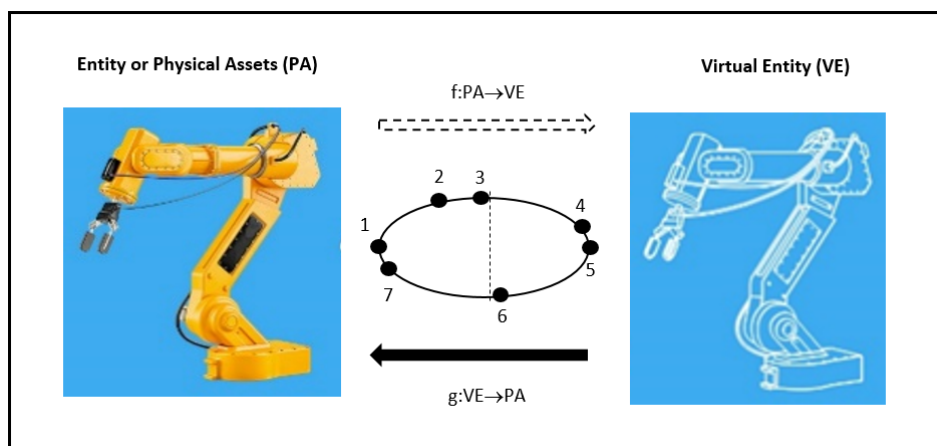 Entity or Physical Assets (PA)
Virtual Entity (VE)
f:PA→VE
2
3
1
4
5
7
6
g:VE→PA